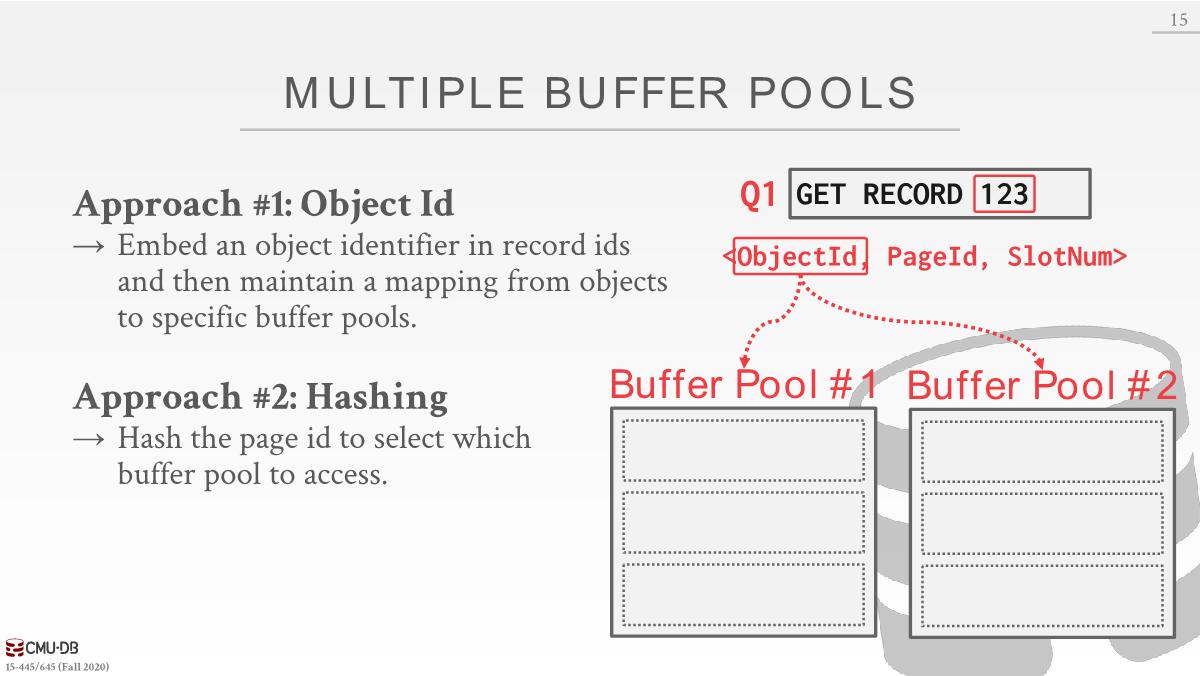 15
MULTIPLE BUFFER POOLS
Approach #1: Object Id
→ Embed an object identifier in record ids
and then maintain a mapping from objects
to specific buffer pools.
Approach #2: Hashing
→ Hash the page id to select which
buffer pool to access.
Q1 GET RECORD 123
<ObjectId, PageId, SlotNum>
Buffer Pool #1
Buffer Pool #2
CMU·DB
15-445/645 (Fall 2020)